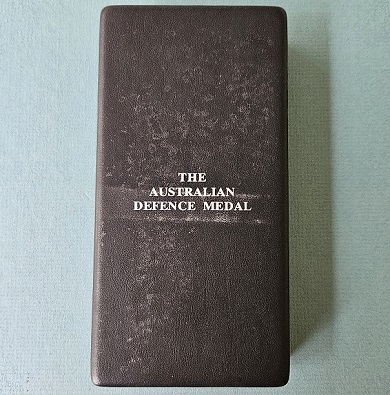 THE
AUSTRALIAN
DEFENCE MEDAL